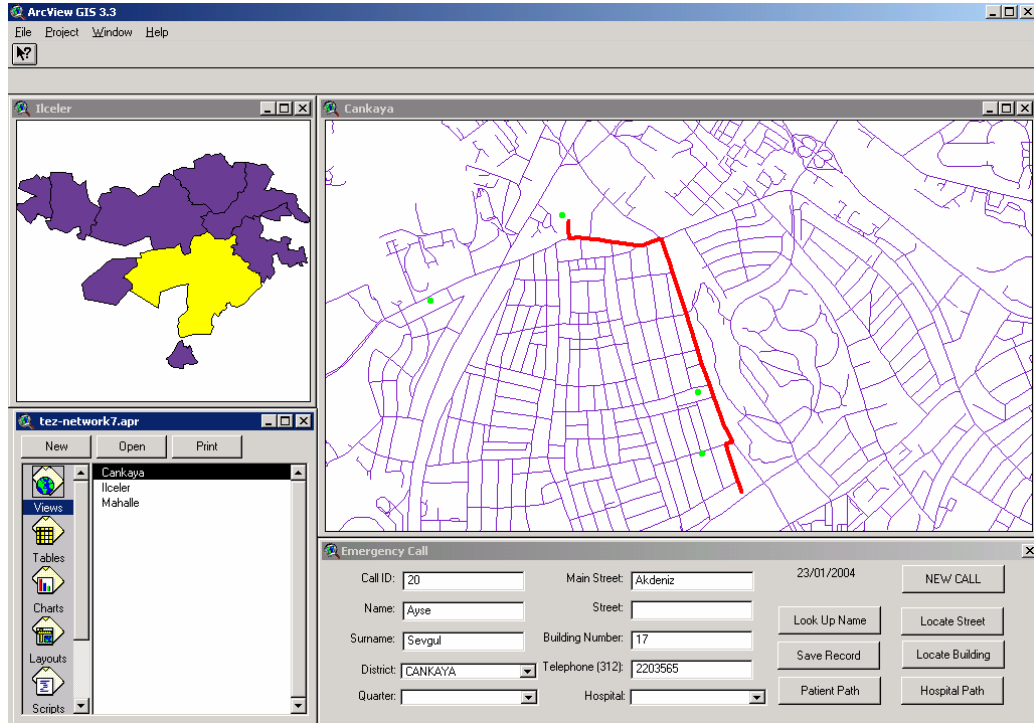 ArcView GIS 3.3
File Project Window Help
Ilceler
Cankaya
tez-network7.apr
New Open Print
Views
Tables
Charts
Layouts
Scripts
Cankaya
Ilceler
Mahalle
Emergency Call
Call ID: 20 Main Street: Akdeniz 23/01/2004 NEW CALL
Name: Ayse Street: Look Up Name Locate Street
Surname: Sevgul Building Number: 17 Save Record Locate Building
District: CANKAYA Telephone (312): 2203565
Quarter: Hospital: Patient Path Hospital Path